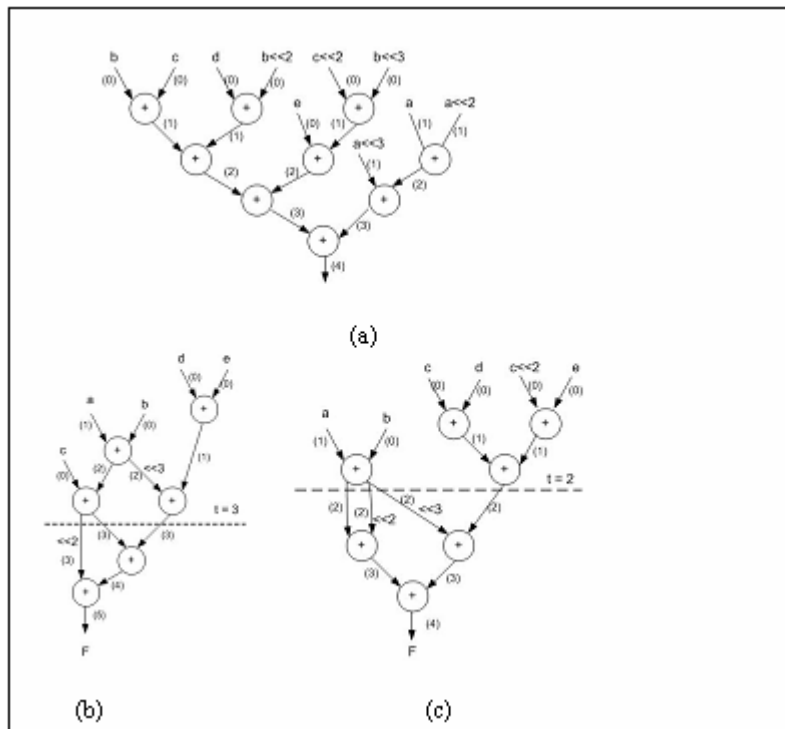 b c d b<<2 c<<2 b<<3
(0) (0) (0) (0) (0) (0)
+ + + e a a<<2
(1) (1) (0) (1) (1) (1)
a<<3
+ + (1) +
(2) (2) (2)
+ +
(3) (3)
+
(4)
(a)
d e
(0) (0)
a b +
(1) (0)
+ (1)
c (2) (2) <<3
(0)
+ +
t = 3
<<2 (3) (3)
(3) +
(4)
+
(5)
F
(b)
c d c<<2 e
(0) (0) (0) (0)
a b + +
(1) (0) (1) (1)
+ +
t = 2
(2) (2) (2) (2)
<<2 <<3
+ +
(3) (3)
+
(4)
F
(c)